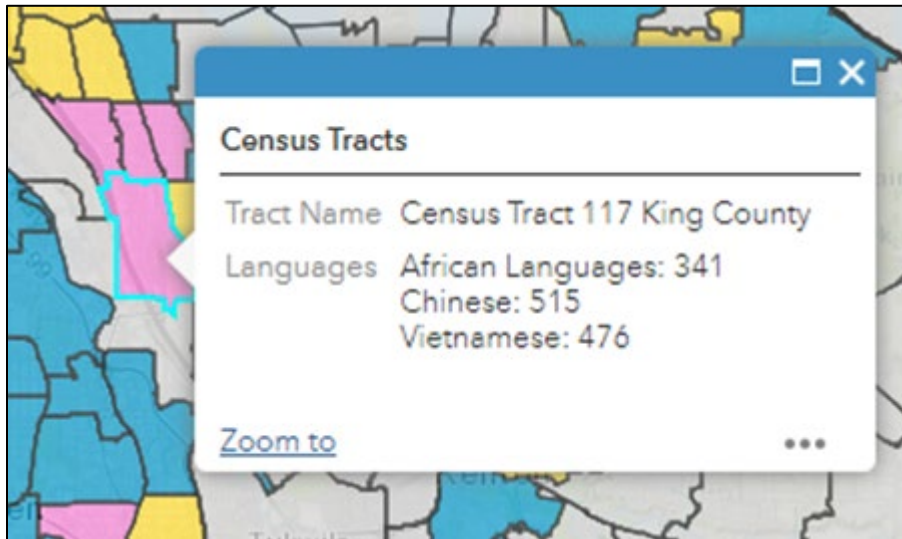 Census Tracts
Tract Name Census Tract 117 King County
Languages African Languages: 341
Chinese: 515
Vietnamese: 476
Zoom to